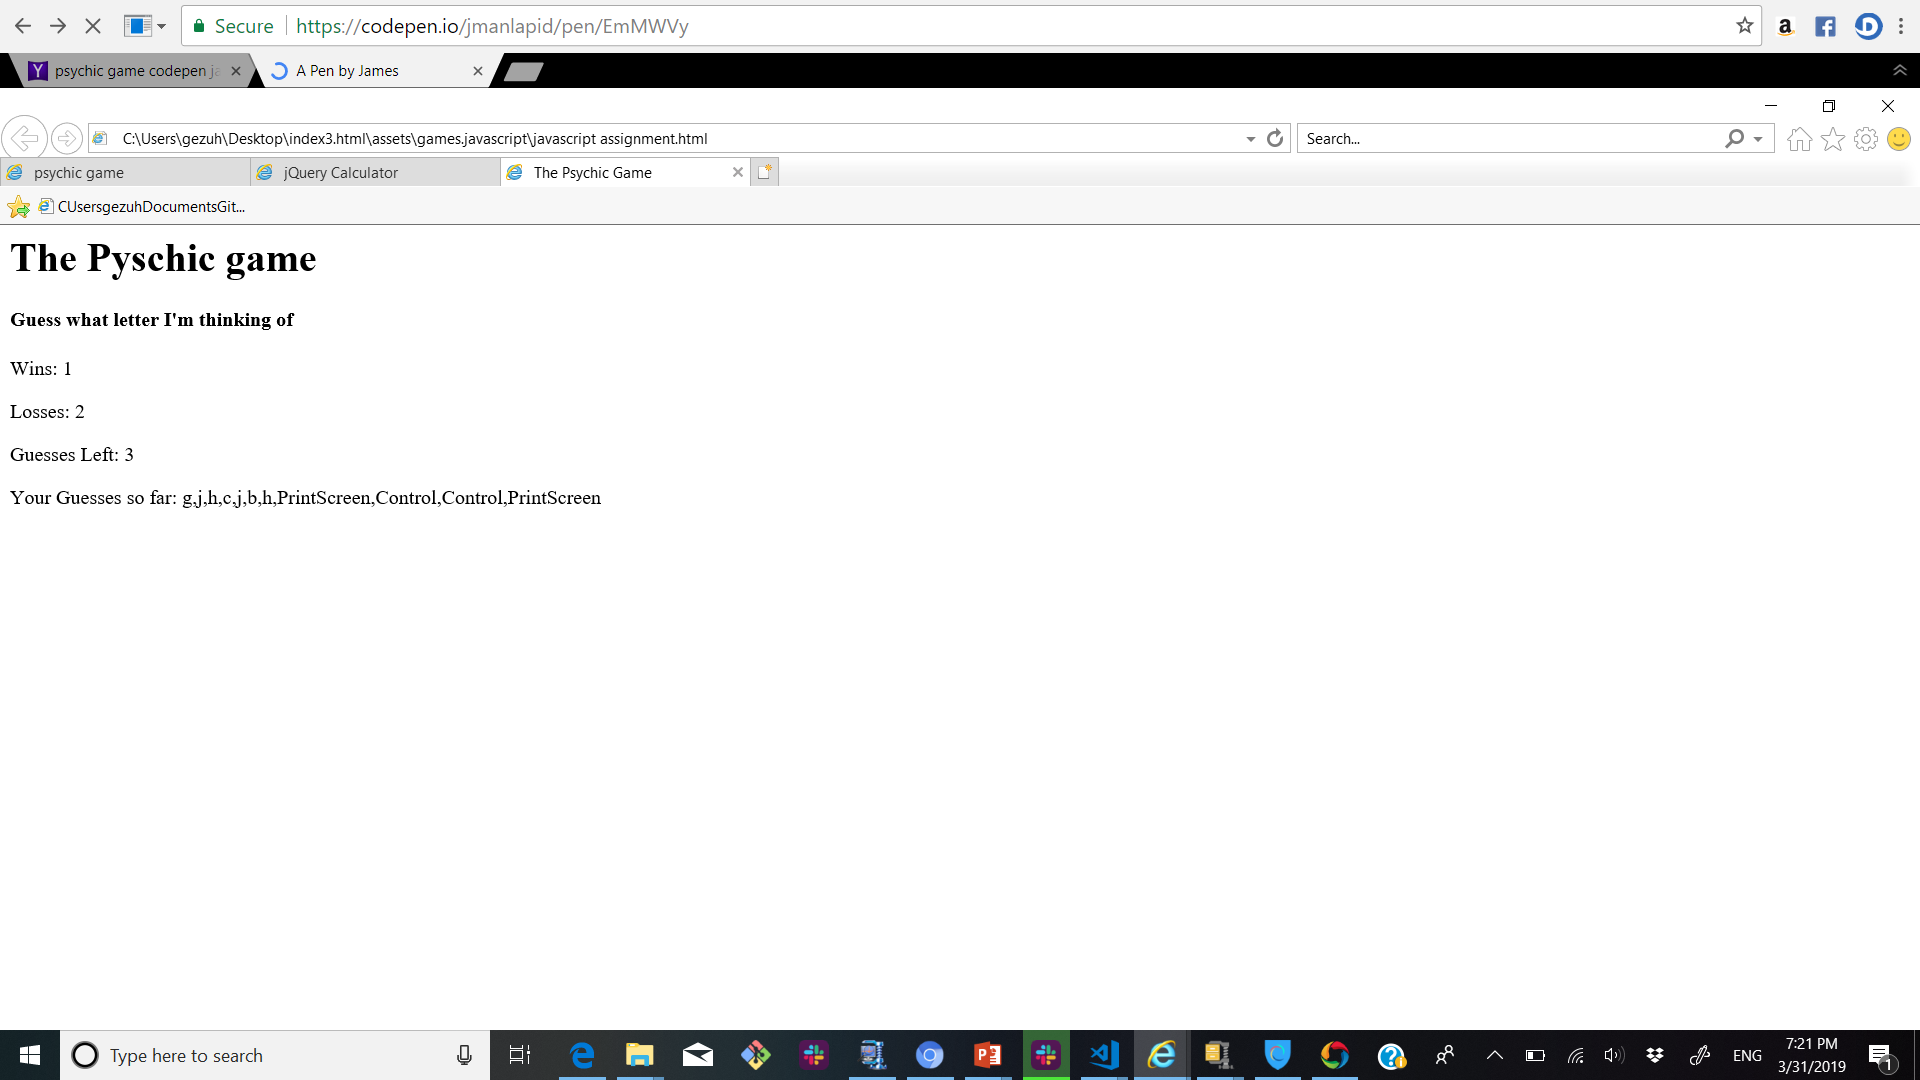 Secure https://codepen.io/jmanlapid/pen/EmMWVy
psychic game codepen ja
A Pen by James
C:\Users\gezuh\Desktop\index3.html\assets\games.javascript\javascript assignment.html
Search...
psychic game
jQuery Calculator
The Psychic Game
CUsersgezuhDocumentsGit...
The Pyschic game
Guess what letter I'm thinking of
Wins: 1
Losses: 2
Guesses Left: 3
Your Guesses so far: g,j,h,c,j,b,h,PrintScreen,Control,Control,PrintScreen
Type here to search
ENG
7:21 PM
3/31/2019
1